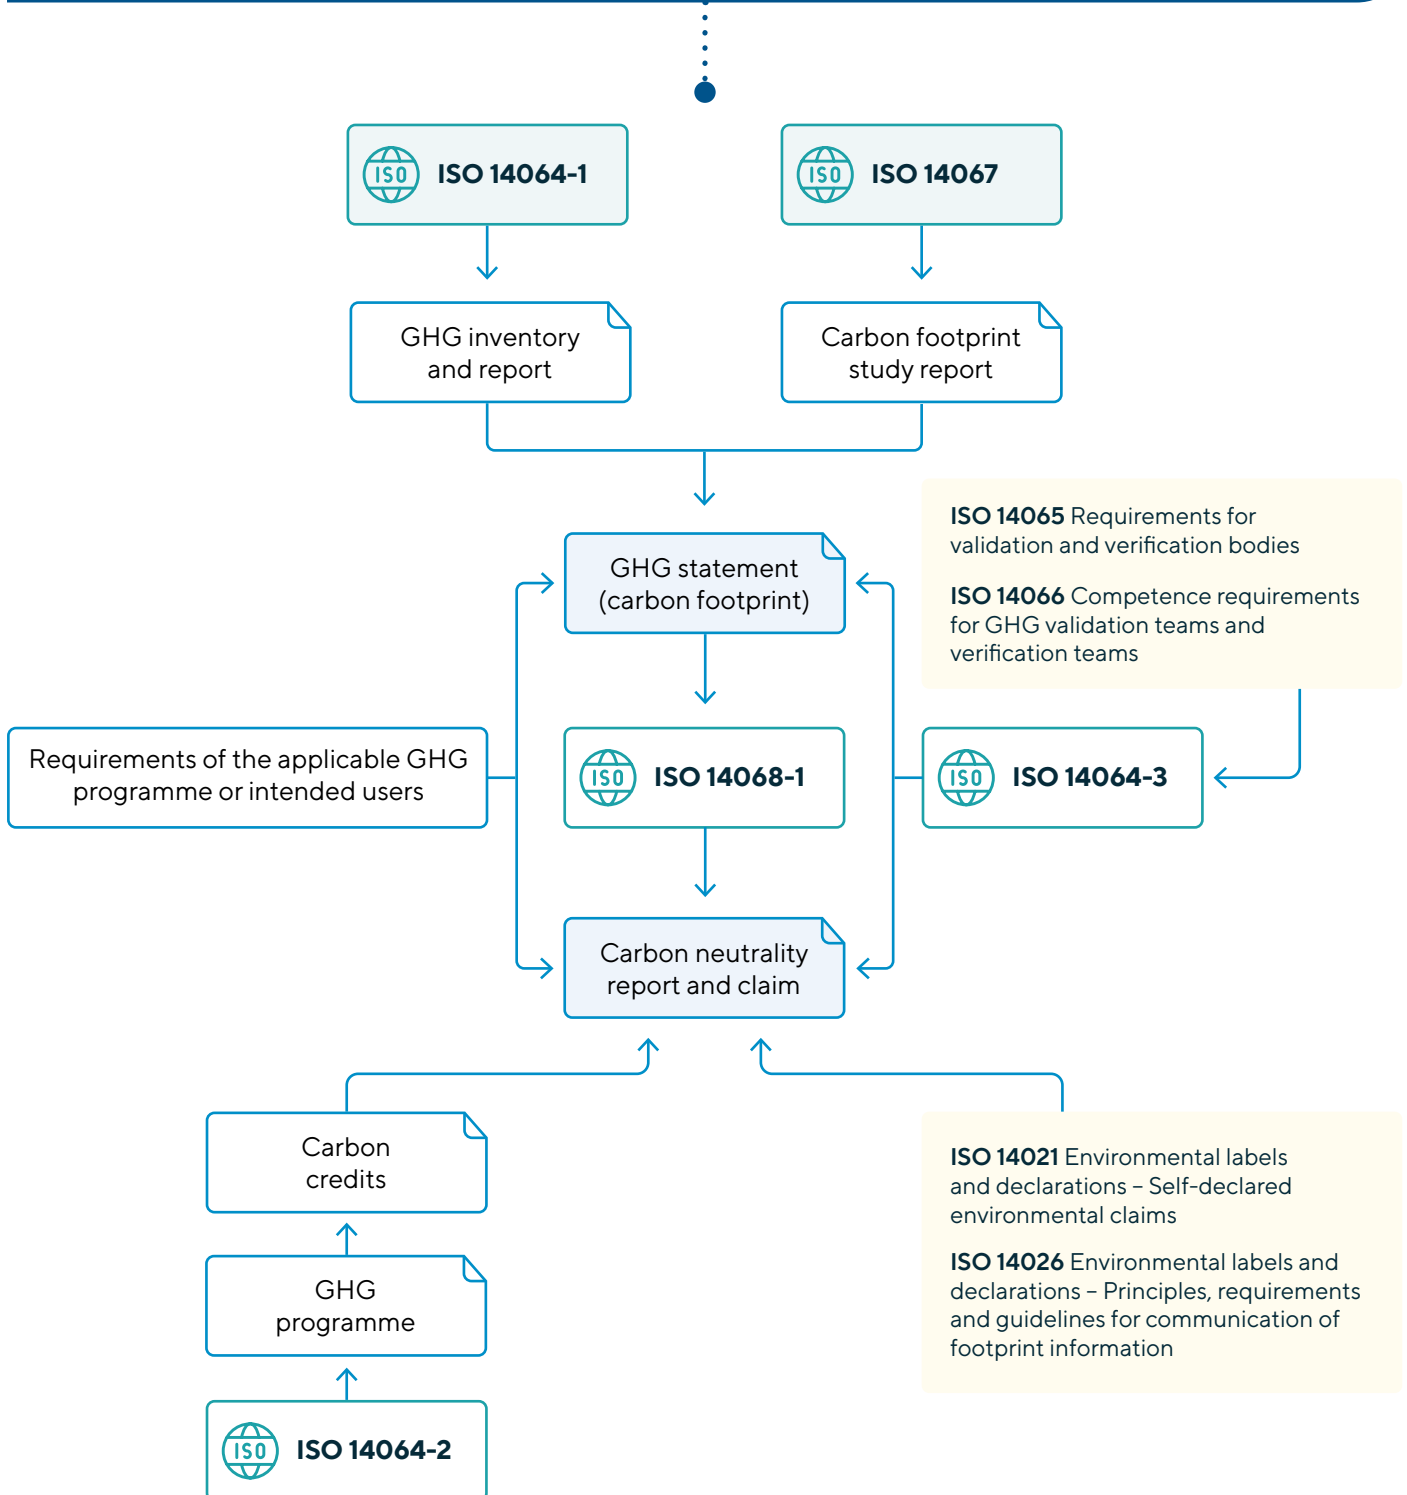 ISO ISO 14064-1
ISO ISO 14067
GHG inventory
and report
Carbon footprint
study report
ISO 14065 Requirements for
validation and verification bodies
ISO 14066 Competence requirements
for GHG validation teams and
verification teams
GHG statement
(carbon footprint)
Requirements of the applicable GHG
programme or intended users
ISO ISO 14068-1
ISO ISO 14064-3
Carbon neutrality
report and claim
Carbon
credits
GHG
programme
ISO ISO 14064-2
ISO 14021 Environmental labels
and declarations – Self-declared
environmental claims
ISO 14026 Environmental labels and
declarations – Principles, requirements
and guidelines for communication of
footprint information